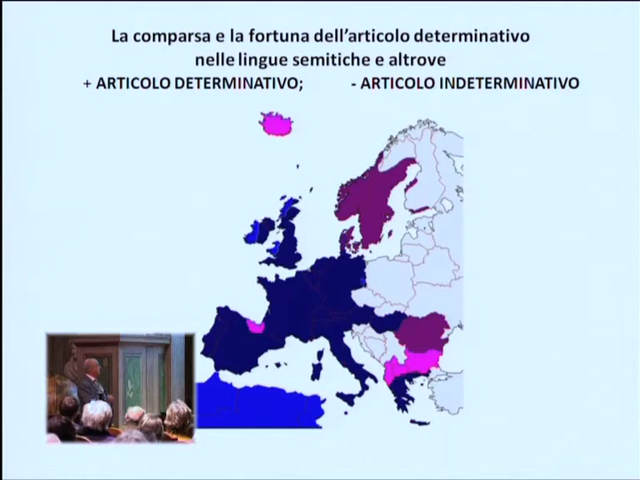 La comparsa e la fortuna dell'articolo determinativo
nelle lingue semitiche e altrove
+ ARTICOLO DETERMINATIVO; - ARTICOLO INDETERMINATIVO